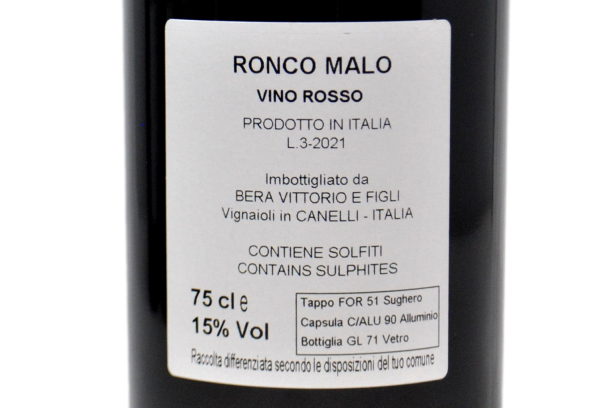 RONCO MALO
VINO ROSSO
PRODOTTO IN ITALIA
L.3-2021
Imbottigliato da
BERA VITTORIO E FIGLI
Vignaioli in CANELLI - ITALIA
CONTIENE SOLFITI
CONTAINS SULPHITES
75 cl e
15% Vol
Tappo FOR 51 Sughero
Capsula C/ALU 90 Alluminio
Bottiglia GL 71 Vetro
Raccolta differenziata secondo le disposizioni del tuo comune